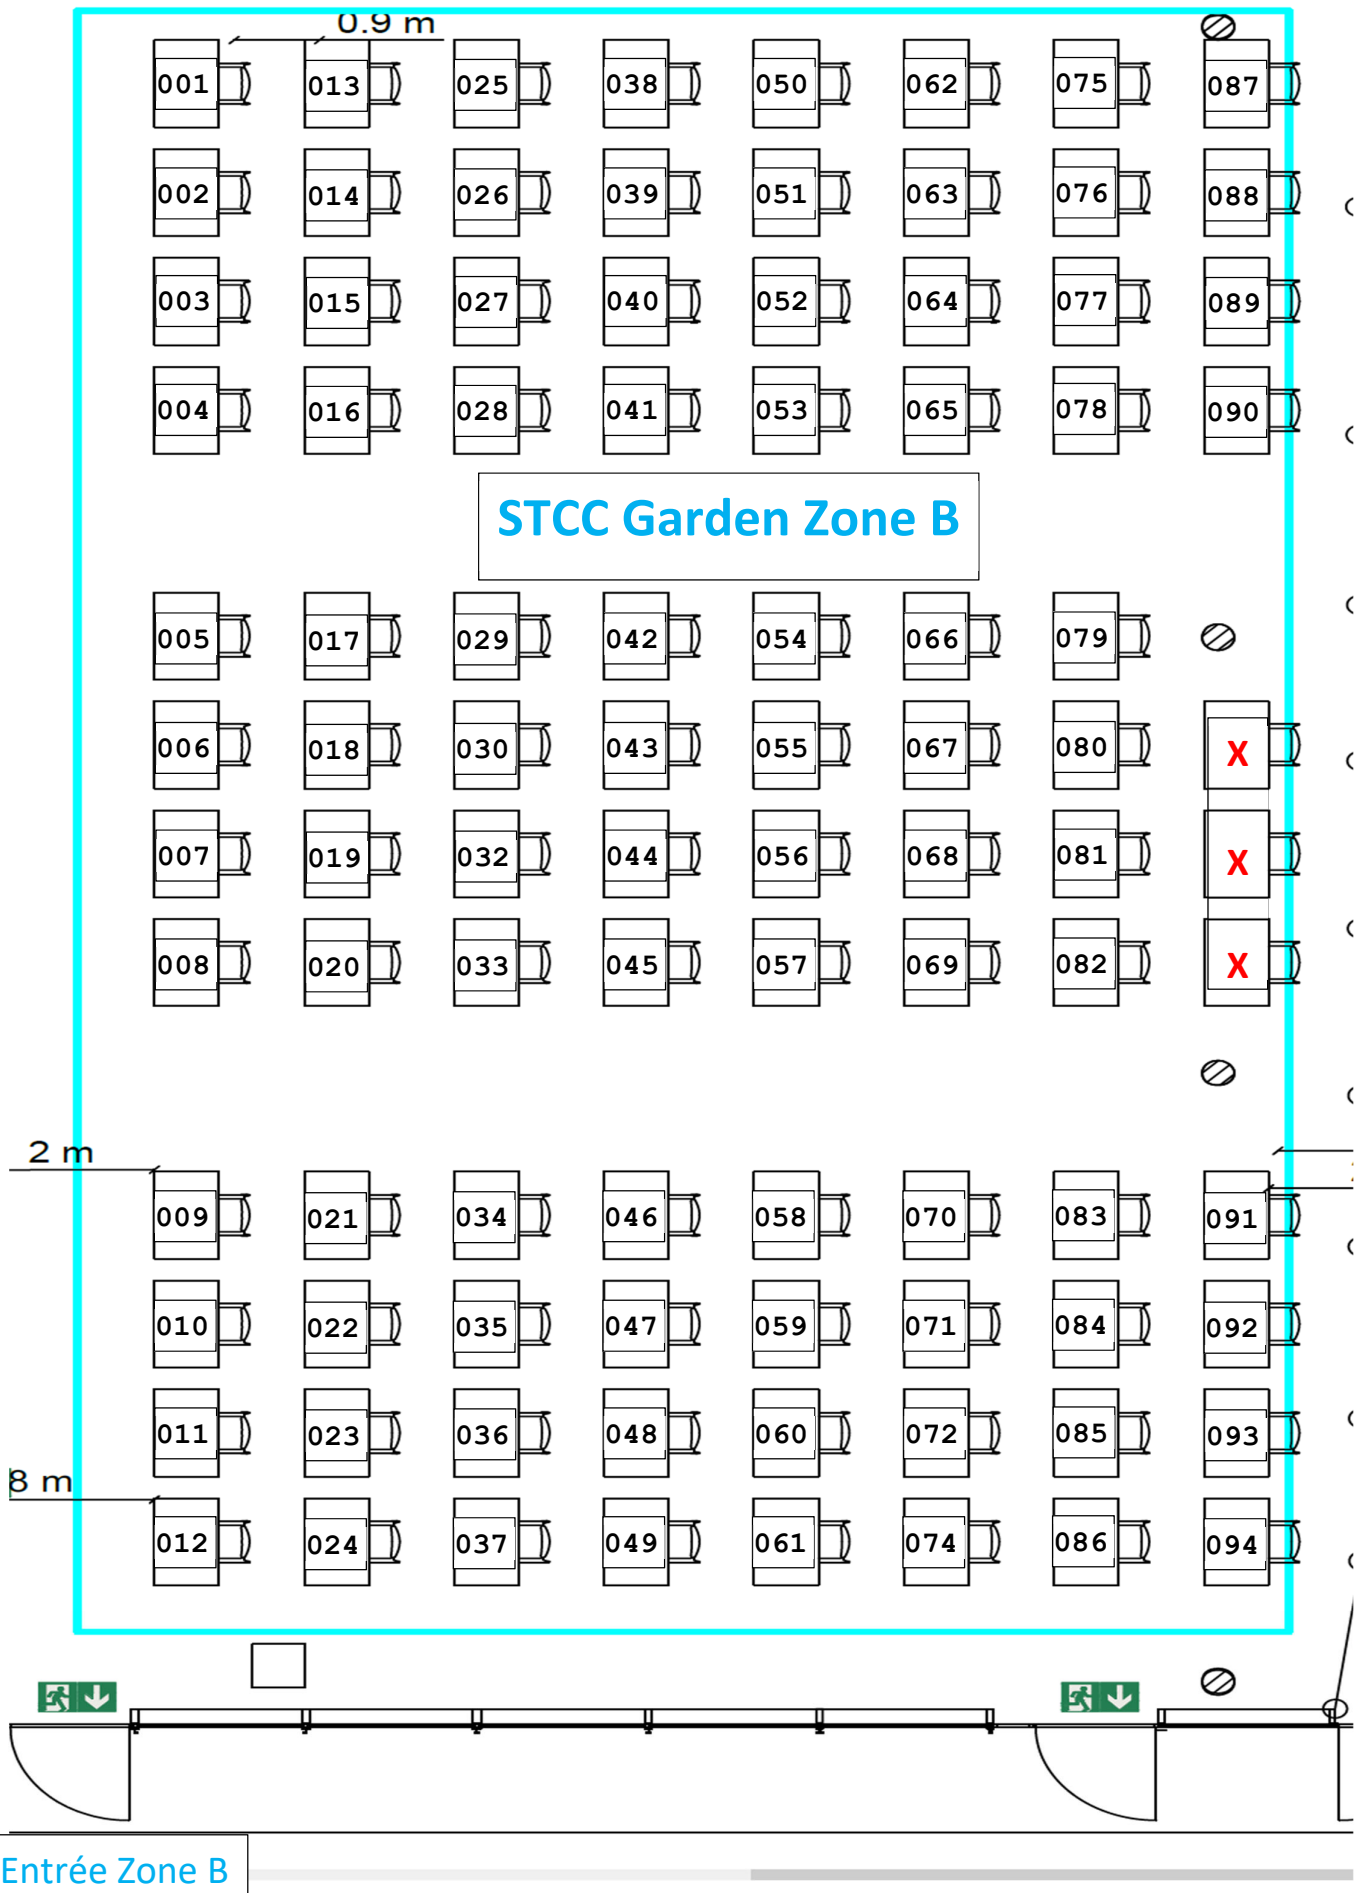 0.9 m
001 013 025 038 050 062 075 087
002 014 026 039 051 063 076 088
003 015 027 040 052 064 077 089
004 016 028 041 053 065 078 090
STCC Garden Zone B
005 017 029 042 054 066 079
006 018 030 043 055 067 080 X
007 019 032 044 056 068 081 X
008 020 033 045 057 069 082 X
2 m
009 021 034 046 058 070 083 091
010 022 035 047 059 071 084 092
011 023 036 048 060 072 085 093
8 m
012 024 037 049 061 074 086 094
Entrée Zone B